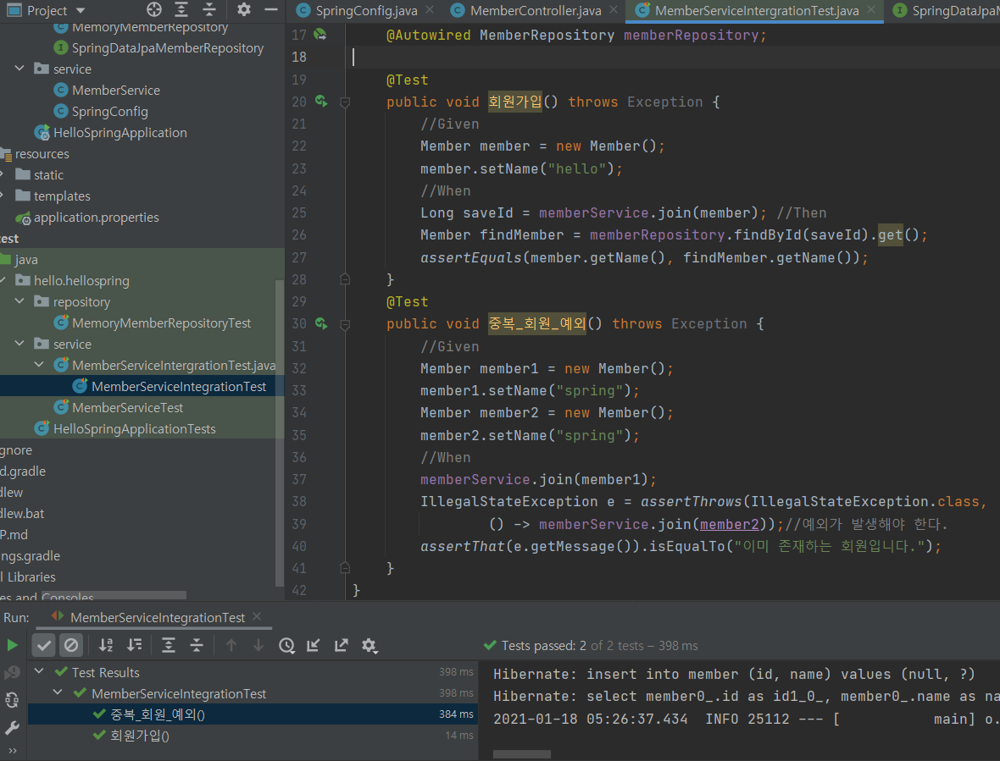 Project
SpringConfig.java
MemberController.java
MemberServiceIntergrationTest.java
SpringDataJpaM
MemoryMemberRepository
SpringDataJpaMemberRepository
service
MemberService
SpringConfig
HelloSpringApplication
resources
static
templates
application.properties
est
java
hello.hellospring
repository
MemoryMemberRepositoryTest
service
MemberServiceIntergrationTest.java
MemberServiceIntegrationTest
MemberServiceTest
HelloSpringApplicationTests
gnore
d.gradle
dlew
dlew.bat
P.md
ngs.gradle
l Libraries
es and Consoles
17 @Autowired MemberRepository memberRepository;
18
19 @Test
20 public void 회원가입() throws Exception {
21 //Given
22 Member member = new Member();
23 member.setName("hello");
24 //When
25 Long saveId = memberService.join(member); //Then
26 Member findMember = memberRepository.findById(saveId).get();
27 assertEquals(member.getName(), findMember.getName());
28 }
29 @Test
30 public void 중복_회원_예외() throws Exception {
31 //Given
32 Member member1 = new Member();
33 member1.setName("spring");
34 Member member2 = new Member();
35 member2.setName("spring");
36 //When
37 memberService.join(member1);
38 IllegalStateException e = assertThrows(IllegalStateException.class,
39 () -> memberService.join(member2));//예외가 발생해야 한다.
40 assertThat(e.getMessage()).isEqualTo("이미 존재하는 회원입니다.");
41 }
42 }
Run: MemberServiceIntegrationTest
Tests passed: 2 of 2 tests – 398 ms
Test Results 398 ms
MemberServiceIntegrationTest 398 ms
중복_회원_예외() 384 ms
회원가입() 14 ms
Hibernate: insert into member (id, name) values (null, ?)
Hibernate: select member0_.id as id1_0_, member0_.name as na
2021-01-18 05:26:37.434 INFO 25112 --- [ main] o.